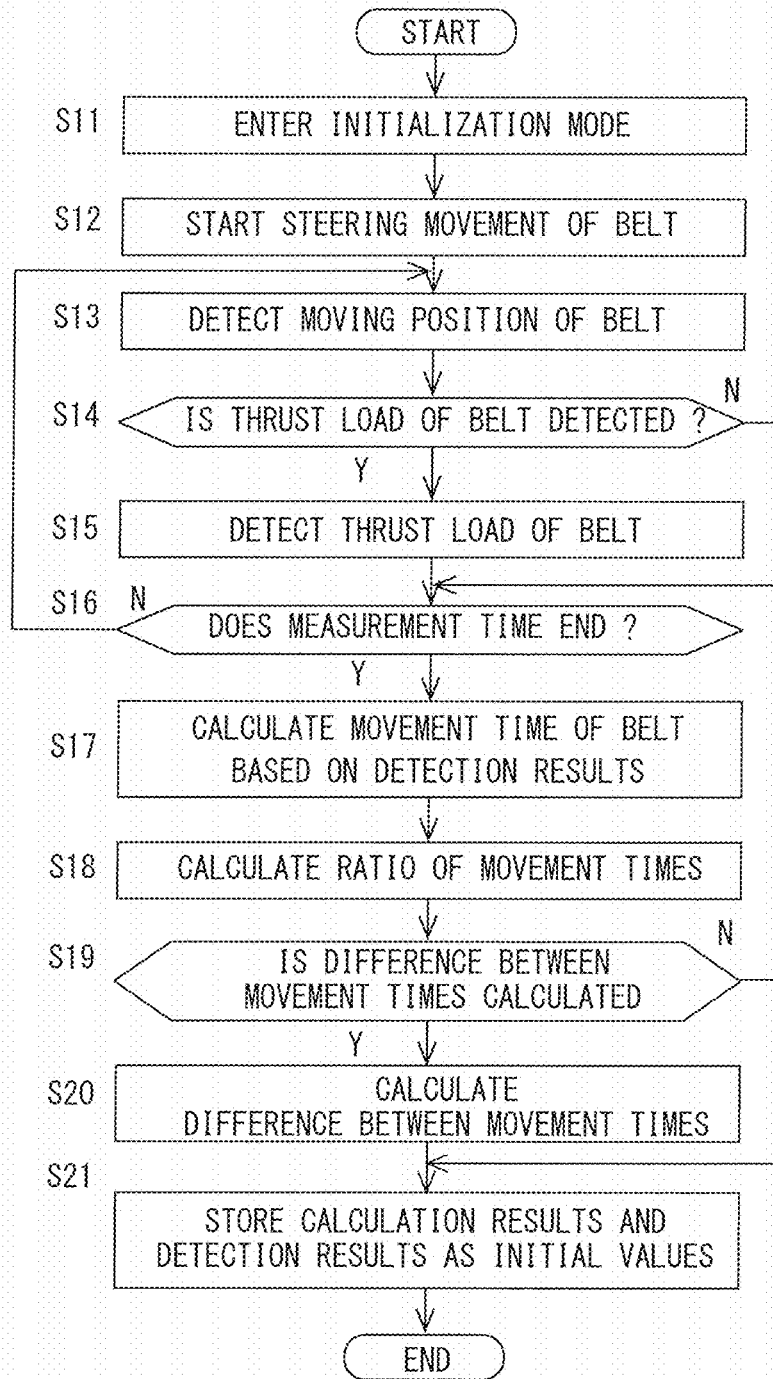 START
S11
ENTER INITIALIZATION MODE
S12
START STEERING MOVEMENT OF BELT
S13
DETECT MOVING POSITION OF BELT
S14
IS THRUST LOAD OF BELT DETECTED ?
N
Y
S15
DETECT THRUST LOAD OF BELT
S16
N
DOES MEASUREMENT TIME END ?
Y
S17
CALCULATE MOVEMENT TIME OF BELT
BASED ON DETECTION RESULTS
S18
CALCULATE RATIO OF MOVEMENT TIMES
S19
N
IS DIFFERENCE BETWEEN
MOVEMENT TIMES CALCULATED
Y
S20
CALCULATE
DIFFERENCE BETWEEN MOVEMENT TIMES
S21
STORE CALCULATION RESULTS AND
DETECTION RESULTS AS INITIAL VALUES
END